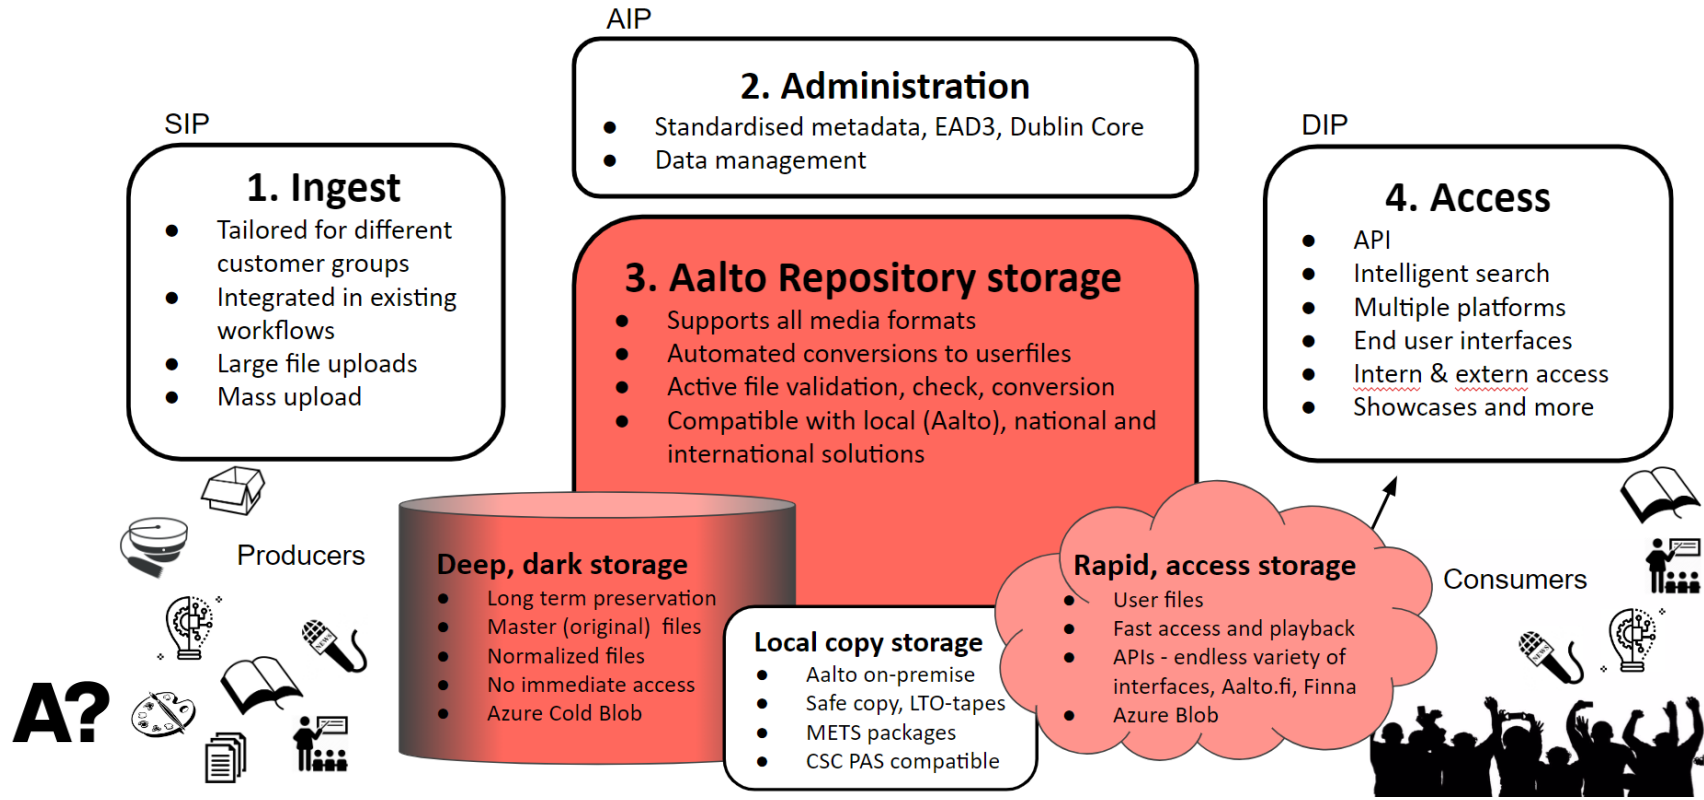 AIP
2. Administration
● Standardised metadata, EAD3, Dublin Core
● Data management
SIP
1. Ingest
● Tailored for different
customer groups
● Integrated in existing
workflows
● Large file uploads
● Mass upload
DIP
4. Access
● API
● Intelligent search
● Multiple platforms
● End user interfaces
● Intern & extern access
● Showcases and more
3. Aalto Repository storage
● Supports all media formats
● Automated conversions to userfiles
● Active file validation, check, conversion
● Compatible with local (Aalto), national and
international solutions
Producers
Deep, dark storage
● Long term preservation
● Master (original) files
● Normalized files
● No immediate access
● Azure Cold Blob
Local copy storage
● Aalto on-premise
● Safe copy, LTO-tapes
● METS packages
● CSC PAS compatible
Rapid, access storage
● User files
● Fast access and playback
● APIs - endless variety of
interfaces, Aalto.fi, Finna
● Azure Blob
Consumers
NEWS
NEWS
A?